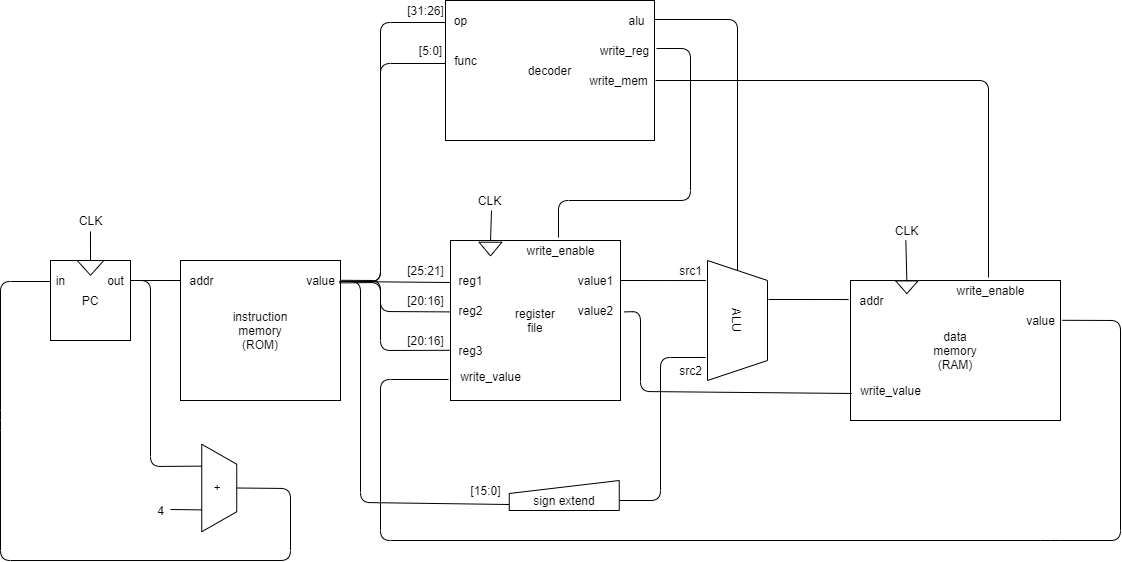 [31:26]
op
alu
[5:0]
func
write_reg
decoder
write_mem
CLK
CLK
CLK
write_enable
[25:21]
src1
in
out
addr
value
reg1
value1
write_enable
PC
[20:16]
reg2
value2
addr
instruction
memory
(ROM)
register
file
ALU
value
[20:16]
reg3
data
memory
(RAM)
write_value
src2
write_value
[15:0]
sign extend
+
4